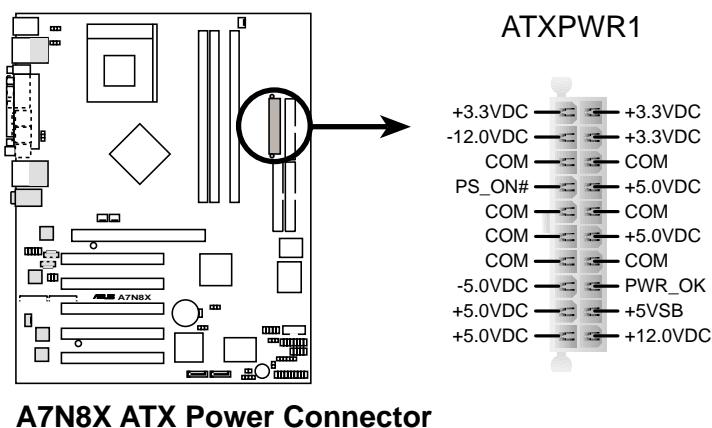 ATXPWR1
+3.3VDC +3.3VDC
-12.0VDC +3.3VDC
COM COM
PS_ON# +5.0VDC
COM COM
COM +5.0VDC
COM COM
-5.0VDC PWR_OK
+5.0VDC +5VSB
+5.0VDC +12.0VDC
ASUS A7N8X
A7N8X ATX Power Connector